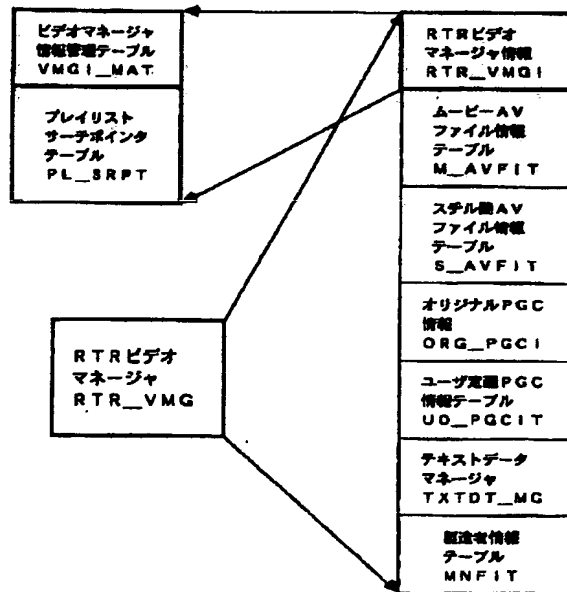 ビデオマネージャ
情報管理テーブル
VMGI_MAT
プレイリスト
サーチポインタ
テーブル
PL_SRPT
RTRビデオ
マネージャ
RTR_VMG
RTRビデオ
マネージャ情報
RTR_VMGI
ムービーAV
ファイル情報
テーブル
M_AVFIT
スチル画AV
ファイル情報
テーブル
S_AVFIT
オリジナルPGC
情報
ORG_PGCI
ユーザ定義PGC
情報テーブル
UD_PGCIT
テキストデータ
マネージャ
TXTDT_MG
製造者情報
テーブル
MNFIT